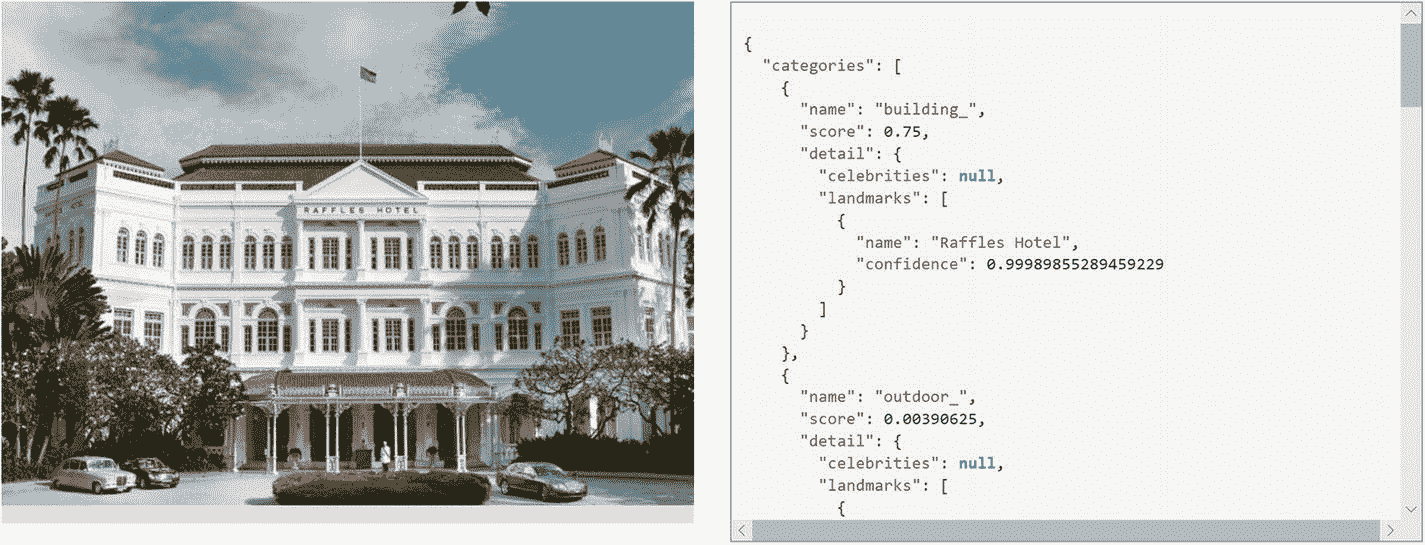 RAFFLES HOTEL
{
"categories": [
{
"name": "building_",
"score": 0.75,
"detail": {
"celebrities": null,
"landmarks": [
{
"name": "Raffles Hotel",
"confidence": 0.99989855289459229
}
]
}
},
{
"name": "outdoor_",
"score": 0.00390625,
"detail": {
"celebrities": null,
"landmarks": [
{